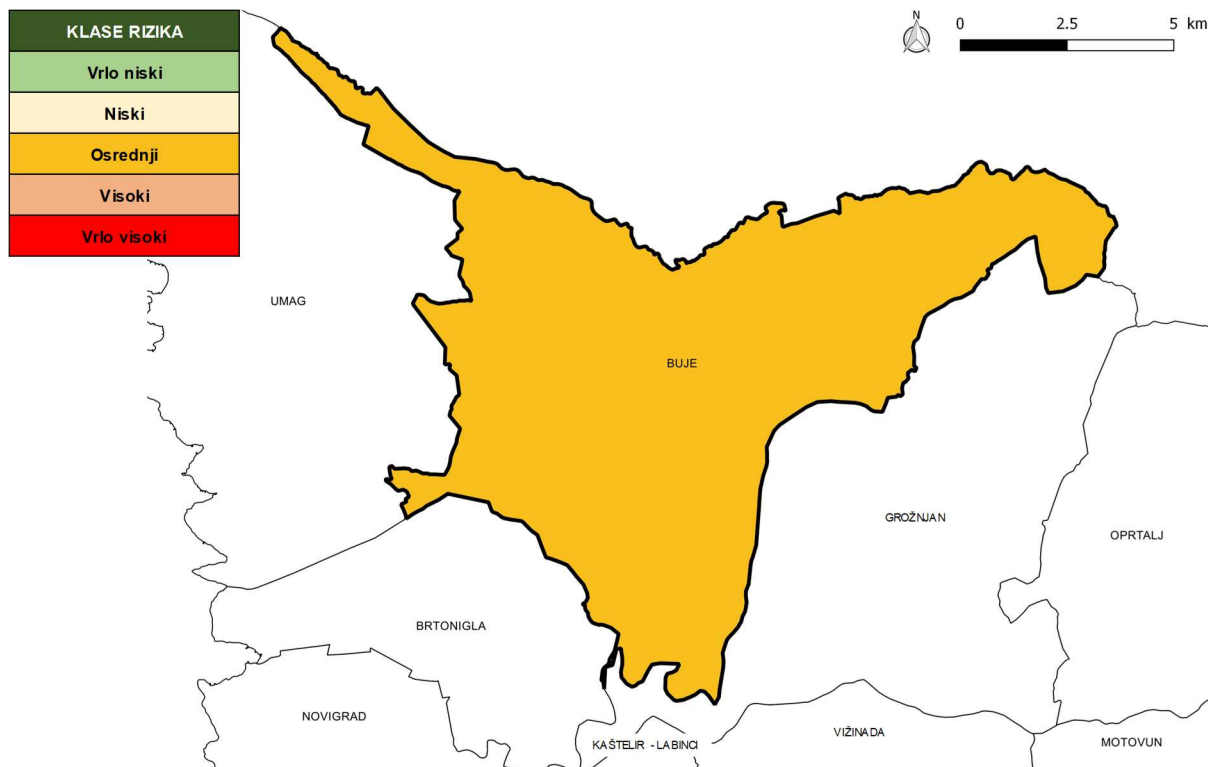 KLASE RIZIKA
Vrlo niski
Niski
Osrednji
Visoki
Vrlo visoki
N
0 2.5 5 km
UMAG
BUJE
GROŽNJAN
OPRTALJ
BRTONIGLA
NOVIGRAD
KAŠTELIR - LABINCI
VIŽINADA
MOTOVUN